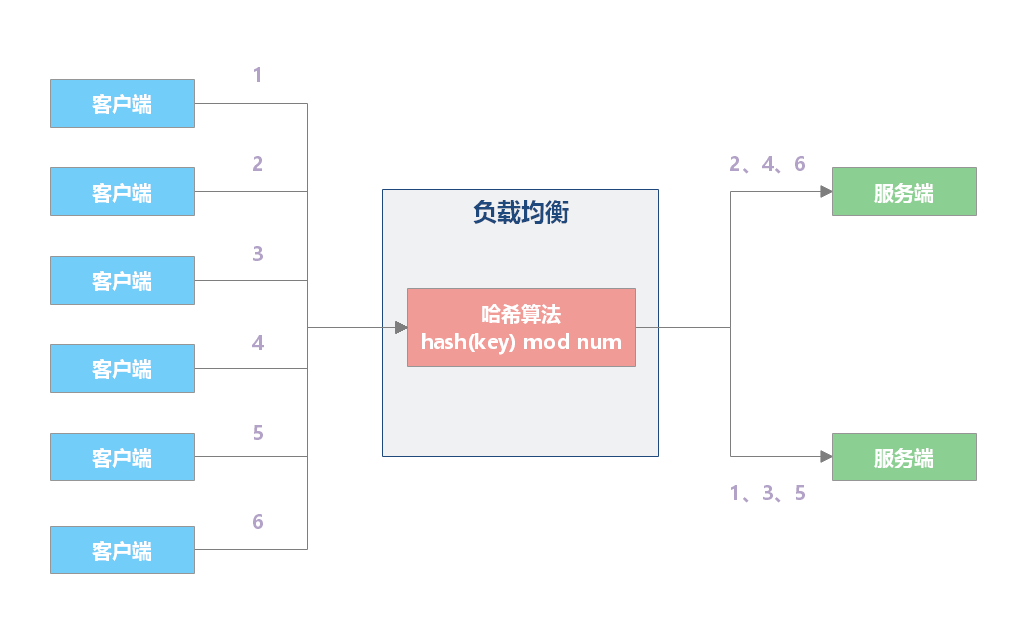 1
客户端
2
客户端
3
客户端
4
客户端
5
客户端
6
客户端
负载均衡
哈希算法
hash(key) mod num
2、4、6
服务端
服务端
1、3、5